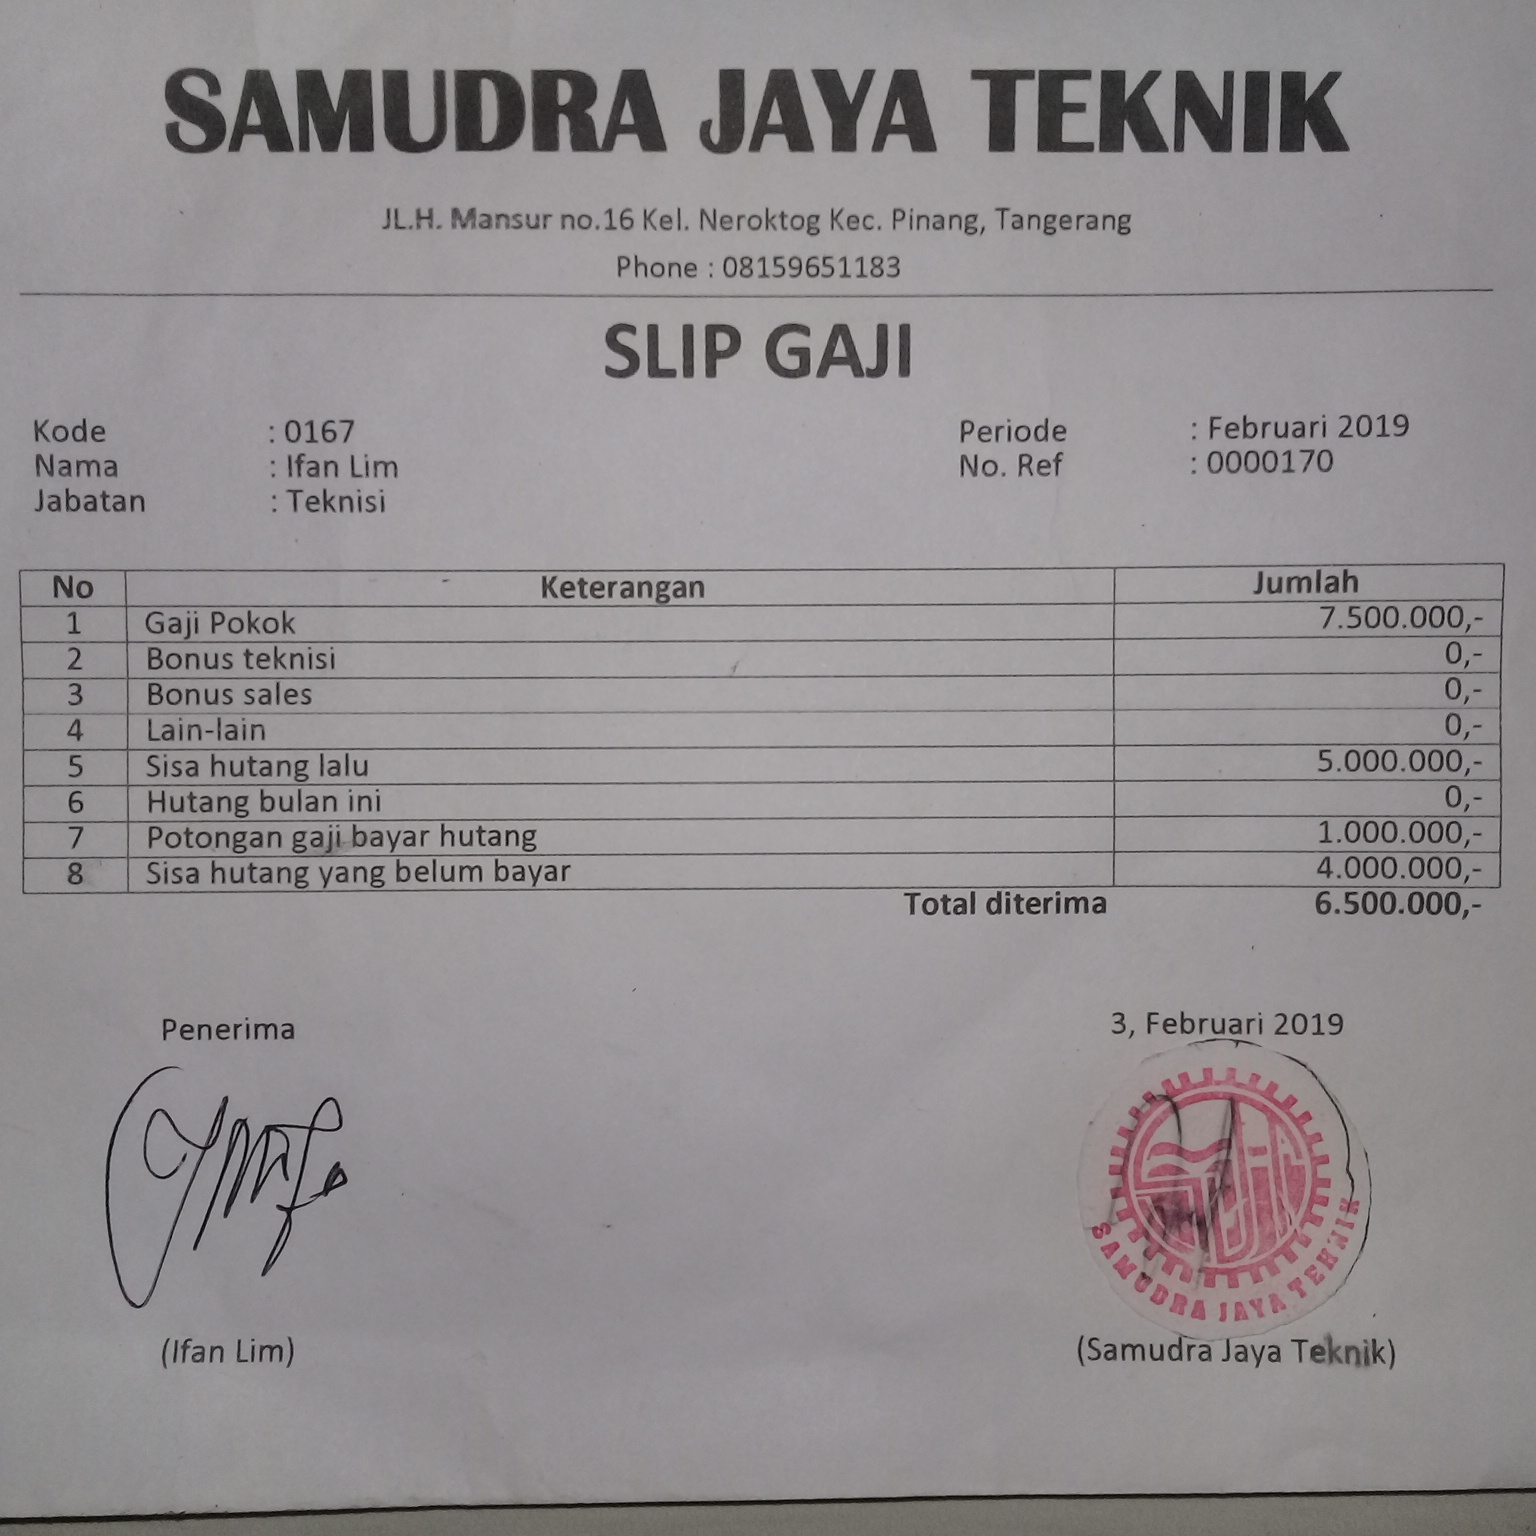 SAMUDRA JAYA TEKNIK
JL.H. Mansur no.16 Kel. Neroktog Kec. Pinang, Tangerang
Phone : 08159651183
SLIP GAJI
Kode : 0167 Periode : Februari 2019
Nama : Ifan Lim No. Ref : 0000170
Jabatan : Teknisi
No Keterangan Jumlah
1 Gaji Pokok 7.500.000,-
2 Bonus teknisi 0,-
3 Bonus sales 0,-
4 Lain-lain 0,-
5 Sisa hutang lalu 5.000.000,-
6 Hutang bulan ini 0,-
7 Potongan gaji bayar hutang 1.000.000,-
8 Sisa hutang yang belum bayar 4.000.000,-
Total diterima 6.500.000,-
Penerima 3, Februari 2019
SAMUDRA JAYA TEKNIK
(Ifan Lim) (Samudra Jaya Teknik)